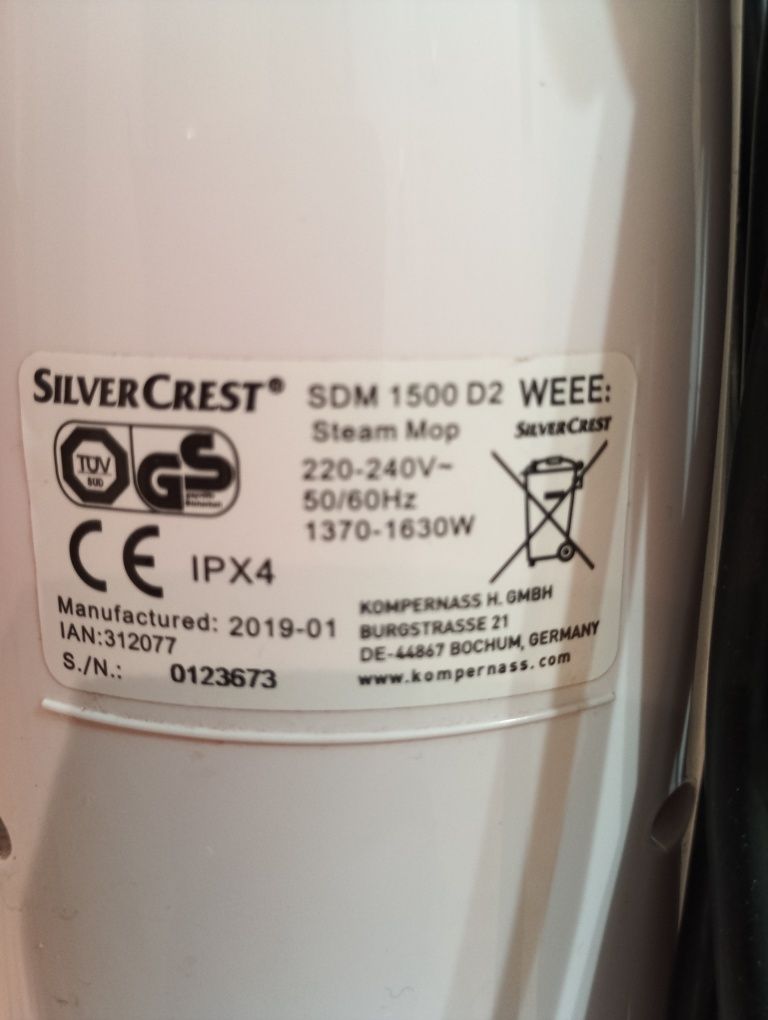 SILVERCREST®
SDM 1500 D2
Steam Mop
220-240V~
50/60Hz
1370-1630W
WEEE:
SILVERCREST
TÜV
SÜD
GS
CE IPX4
Manufactured: 2019-01
IAN:312077
S./N.: 0123673
KOMPERNASS H. GMBH
BURGSTRASSE 21
DE-44867 BOCHUM, GERMANY
www.kompernass.com